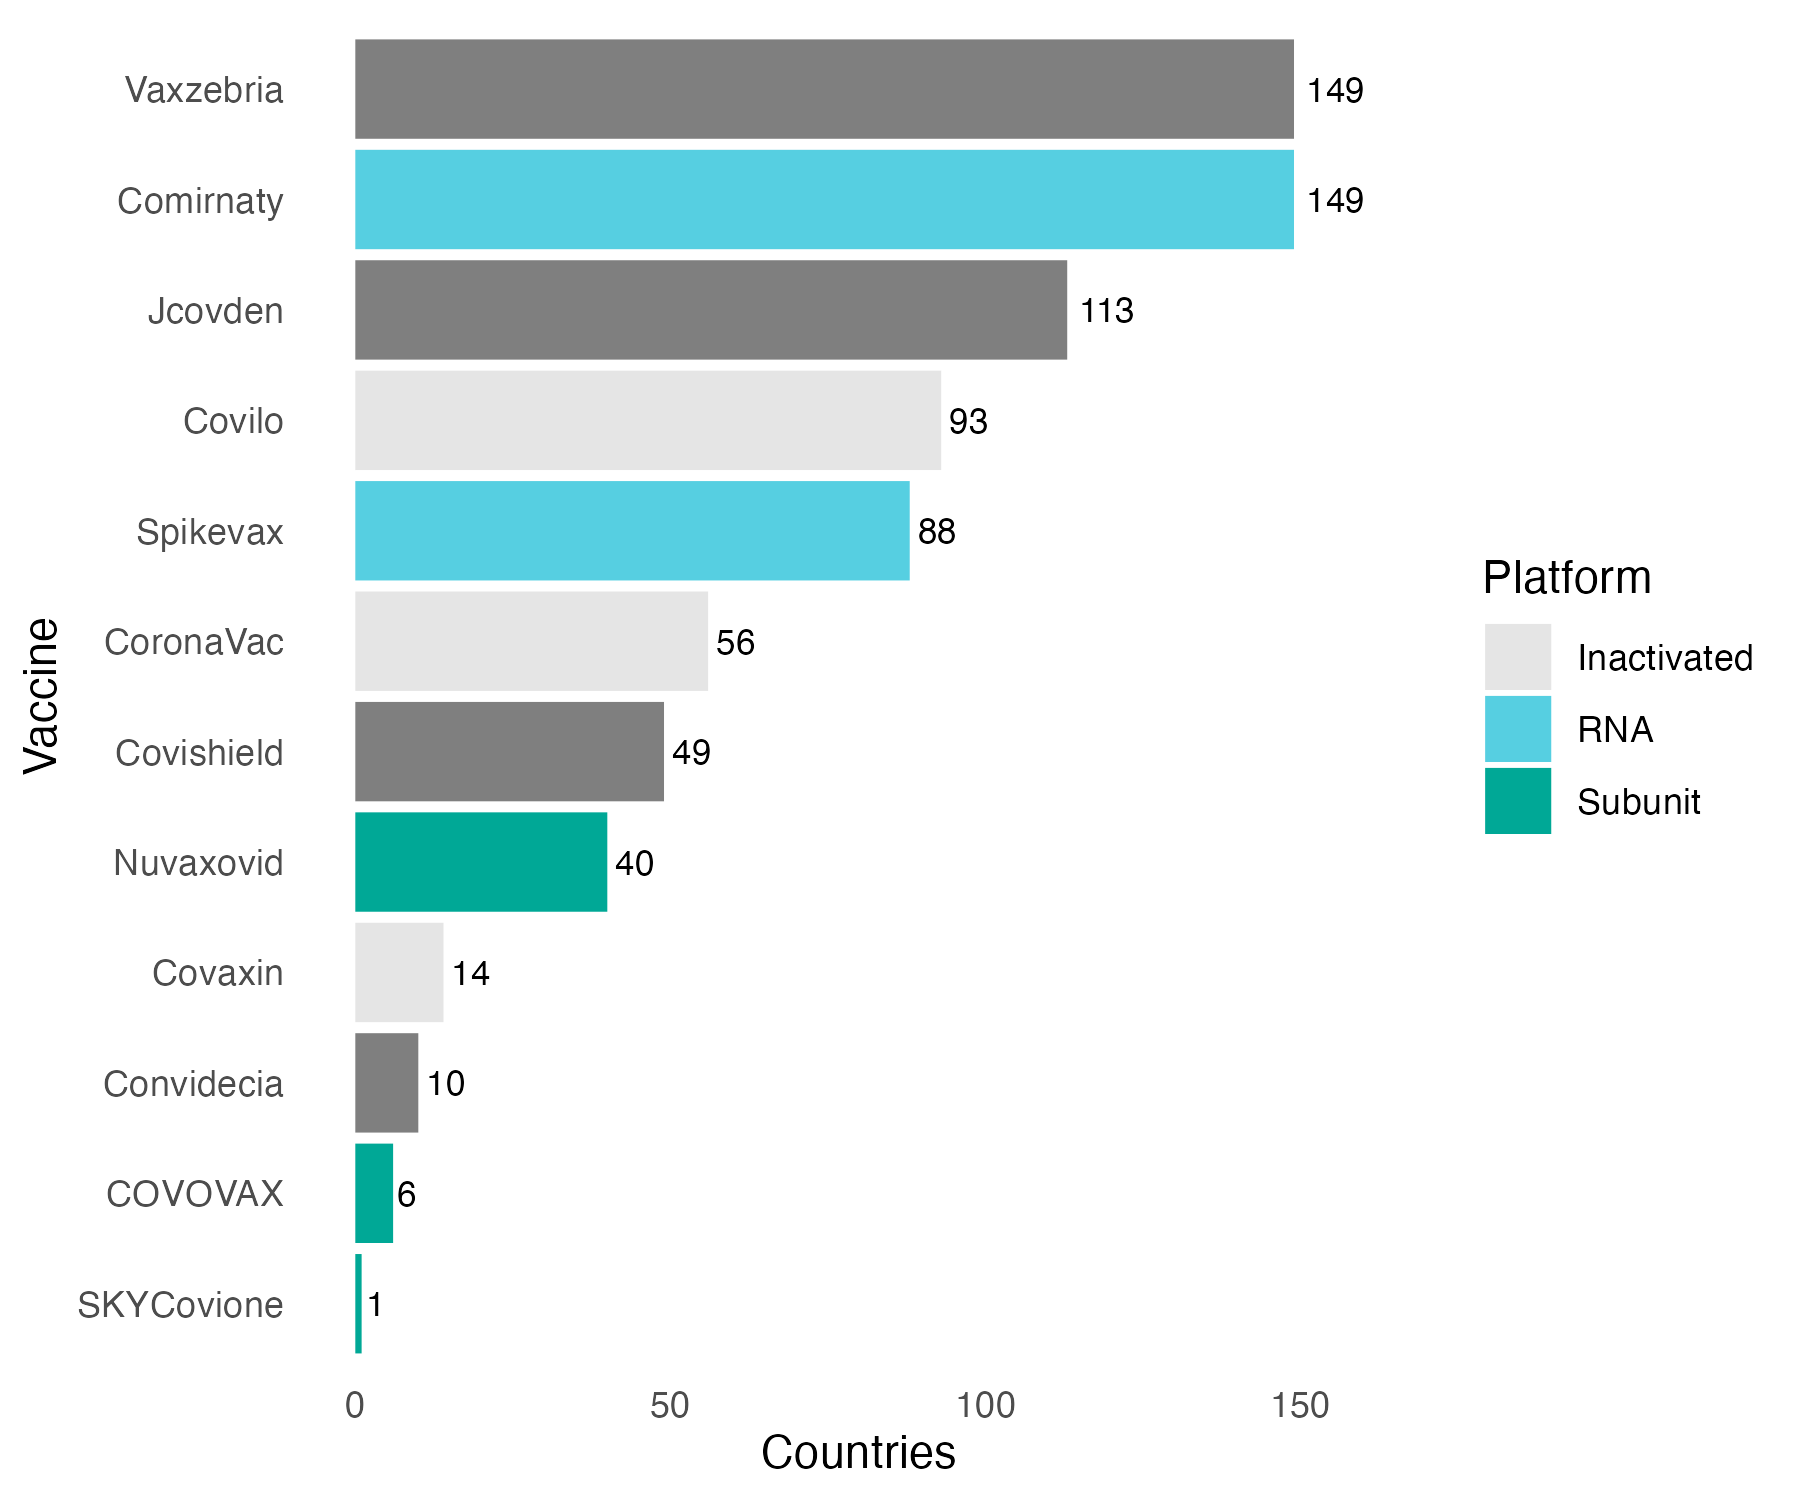 Vaxzebria 149
Comirnaty 149
Jcovden 113
Covilo 93
Spikevax 88
CoronaVac 56
Covishield 49
Nuvaxovid 40
Covaxin 14
Convidecia 10
COVOVAX 6
SKYCovione 1
Vaccine
0 50 100 150
Countries
Platform
Inactivated
RNA
Subunit